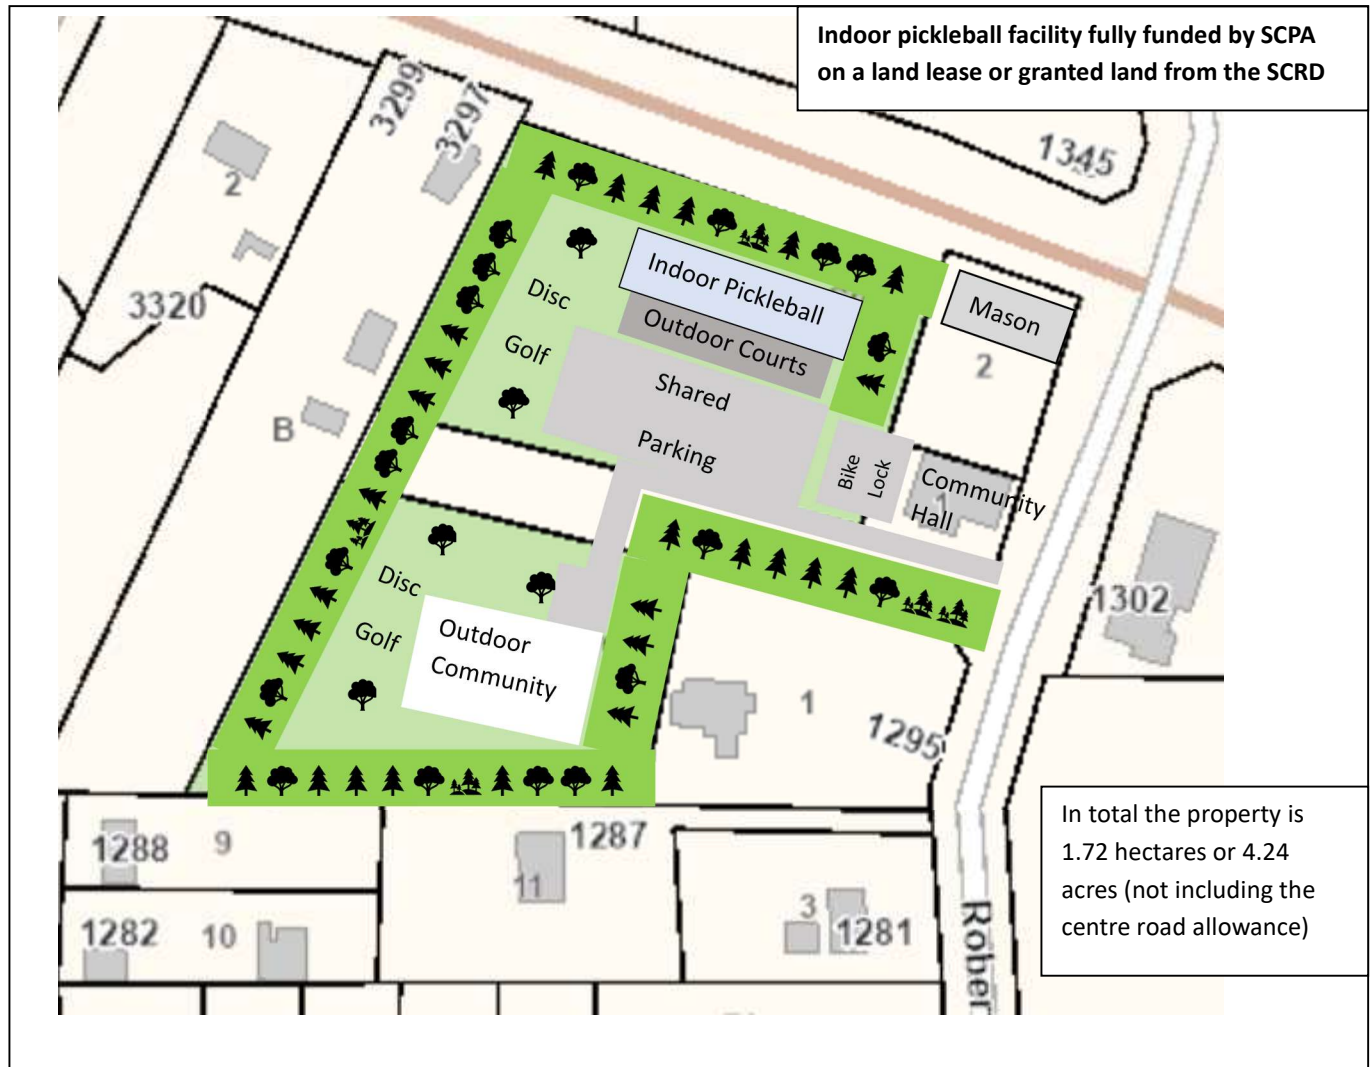 Indoor pickleball facility fully funded by SCPA
on a land lease or granted land from the SCRD
3299
3297
1345
2
3320
Indoor Pickleball
Mason
Disc
Outdoor Courts
2
Golf
Shared
Parking
B
Bike
Lock
Community
1
Hall
Disc
1302
Golf
Outdoor
Community
1
1295
1288
9
1287
11
In total the property is
1.72 hectares or 4.24
acres (not including the
centre road allowance)
1282
10
3
1281
Rober